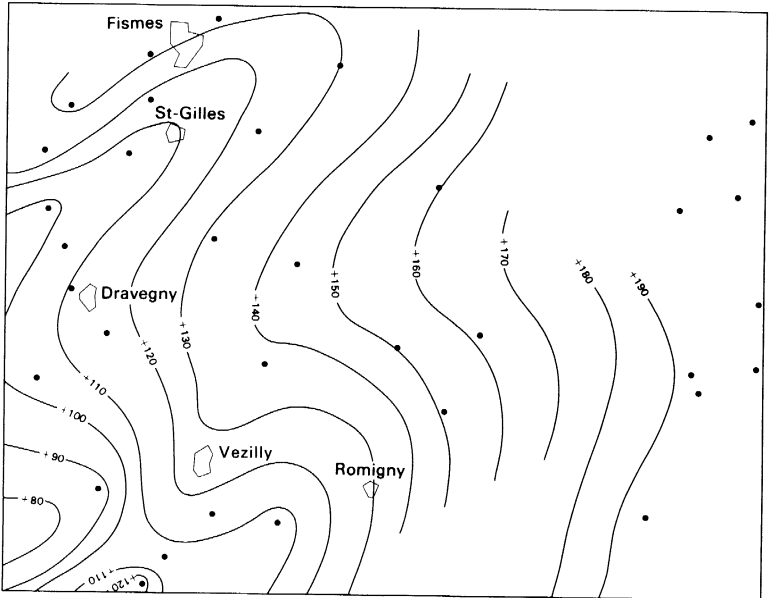 Fismes
St-Gilles
+170
+160
+180
+190
+150
Dravegny
+140
+130
+120
+110
+100
+90
Vezilly
Romigny
+80
+110
+120